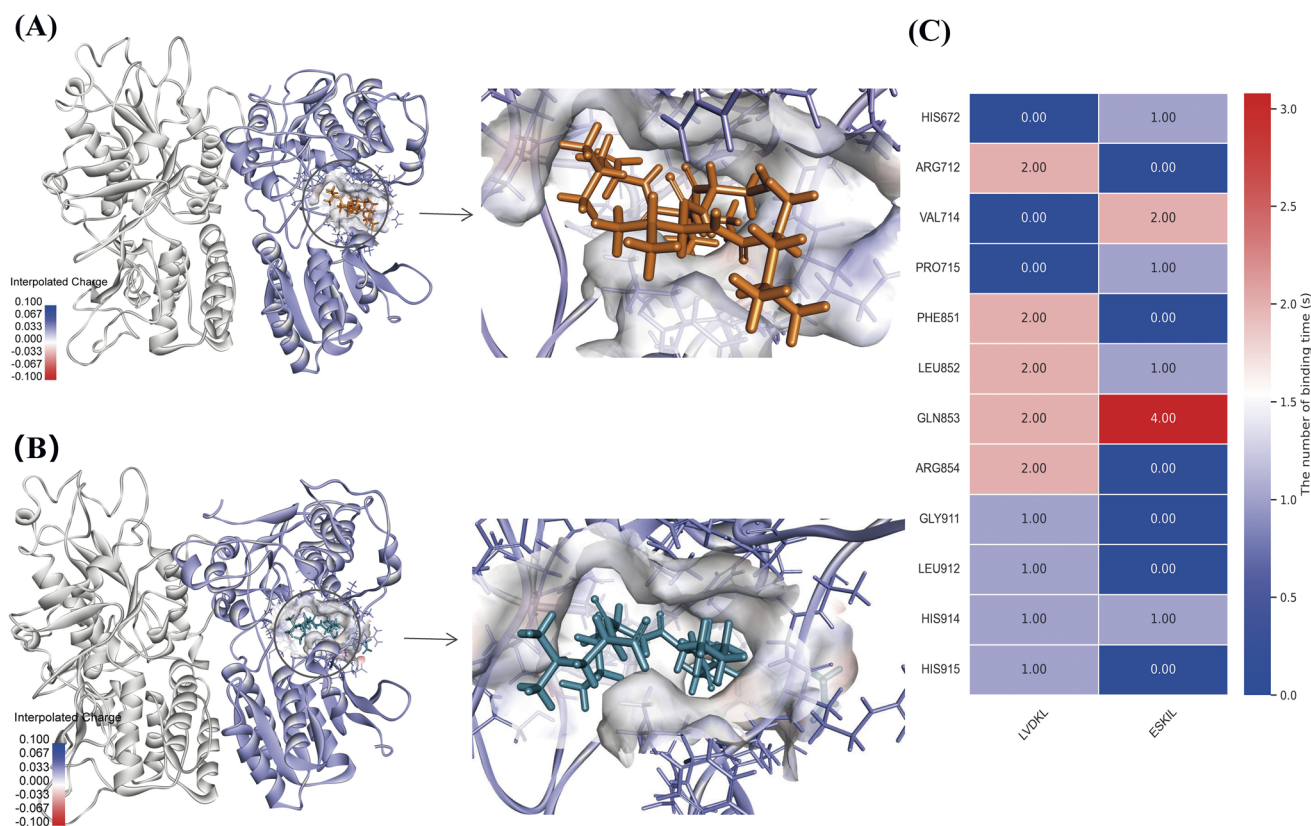 (A)
Interpolated Charge
0.100
0.067
0.033
0.000
-0.033
-0.067
-0.100
(B)
Interpolated Charge
0.100
0.067
0.033
0.000
-0.033
-0.067
-0.100
(C)
HIS672 0.00 1.00
ARG712 2.00 0.00
VAL714 0.00 2.00
PRO715 0.00 1.00
PHE851 2.00 0.00
LEU852 2.00 1.00
GLN853 2.00 4.00
ARG854 2.00 0.00
GLY911 1.00 0.00
LEU912 1.00 0.00
HIS914 1.00 1.00
HIS915 1.00 0.00
LVDKL ESKIL
3.0
2.5
2.0
1.5
1.0
0.5
0.0
The number of binding time (s)